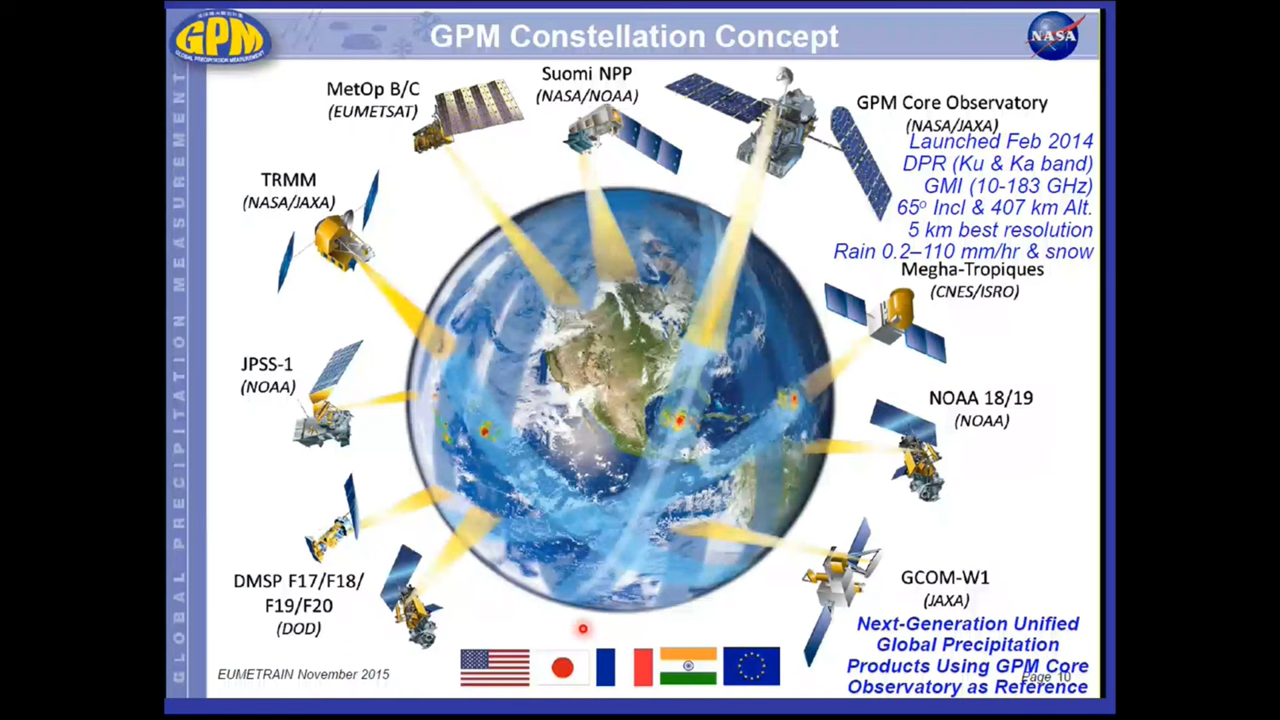 GPM Constellation Concept
GPM
GLOBAL PRECIPITATION MEASUREMENT
NASA
GLOBAL PRECIPITATION MEASUREMENT
MetOp B/C
(EUMETSAT)
Suomi NPP
(NASA/NOAA)
GPM Core Observatory
(NASA/JAXA)
Launched Feb 2014
DPR (Ku & Ka band)
GMI (10-183 GHz)
65o Incl & 407 km Alt.
5 km best resolution
Rain 0.2–110 mm/hr & snow
TRMM
(NASA/JAXA)
Megha-Tropiques
(CNES/ISRO)
JPSS-1
(NOAA)
NOAA 18/19
(NOAA)
DMSP F17/F18/
F19/F20
(DOD)
GCOM-W1
(JAXA)
Next-Generation Unified
Global Precipitation
Products Using GPM Core
Observatory as Reference
EUMETRAIN November 2015
Page 10